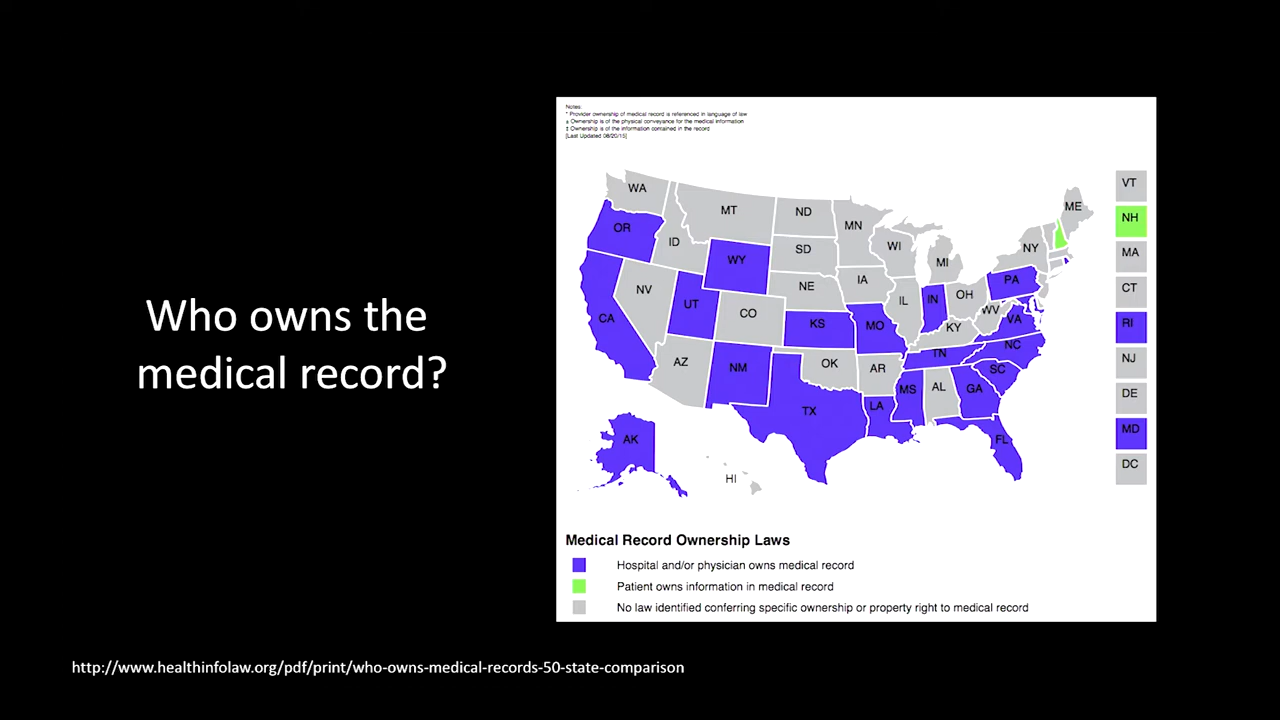 Who owns the
medical record?
Notes:
* Provider ownership of medical record is referenced in language of law
± Ownership is of the physical conveyance for the medical information
‡ Ownership is of the information contained in the record
[Last Updated 08/20/15]
WA
MT
ND
MN
ME
VT
OR
ID
SD
WI
NY
NH
WY
MI
MA
NV
NE
IA
PA
CT
UT
CO
IL
IN
OH
CA
KS
MO
KY
WV
VA
RI
AZ
NM
OK
AR
TN
NC
NJ
TX
LA
MS
AL
GA
SC
DE
AK
FL
MD
HI
DC
Medical Record Ownership Laws
Hospital and/or physician owns medical record
Patient owns information in medical record
No law identified conferring specific ownership or property right to medical record
http://www.healthinfolaw.org/pdf/print/who-owns-medical-records-50-state-comparison